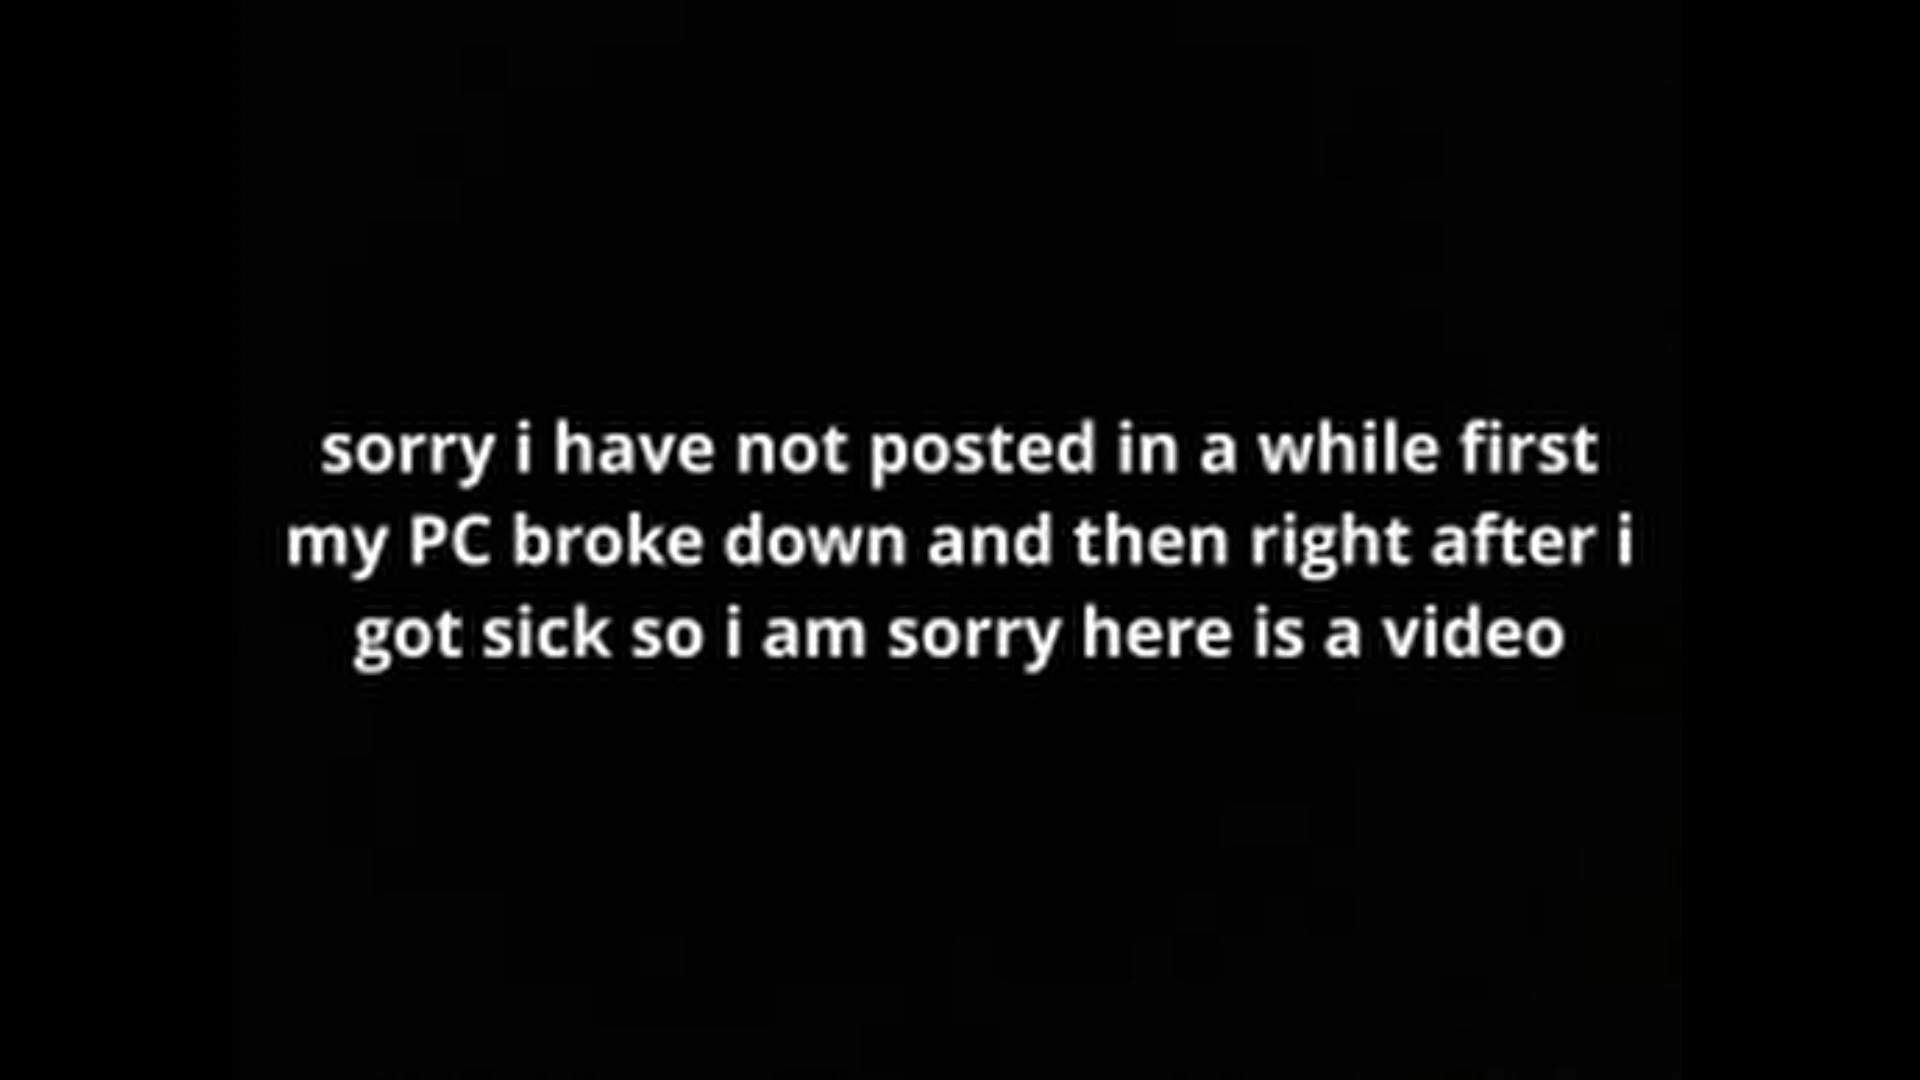 sorry i have not posted in a while first
my PC broke down and then right after i
got sick so i am sorry here is a video